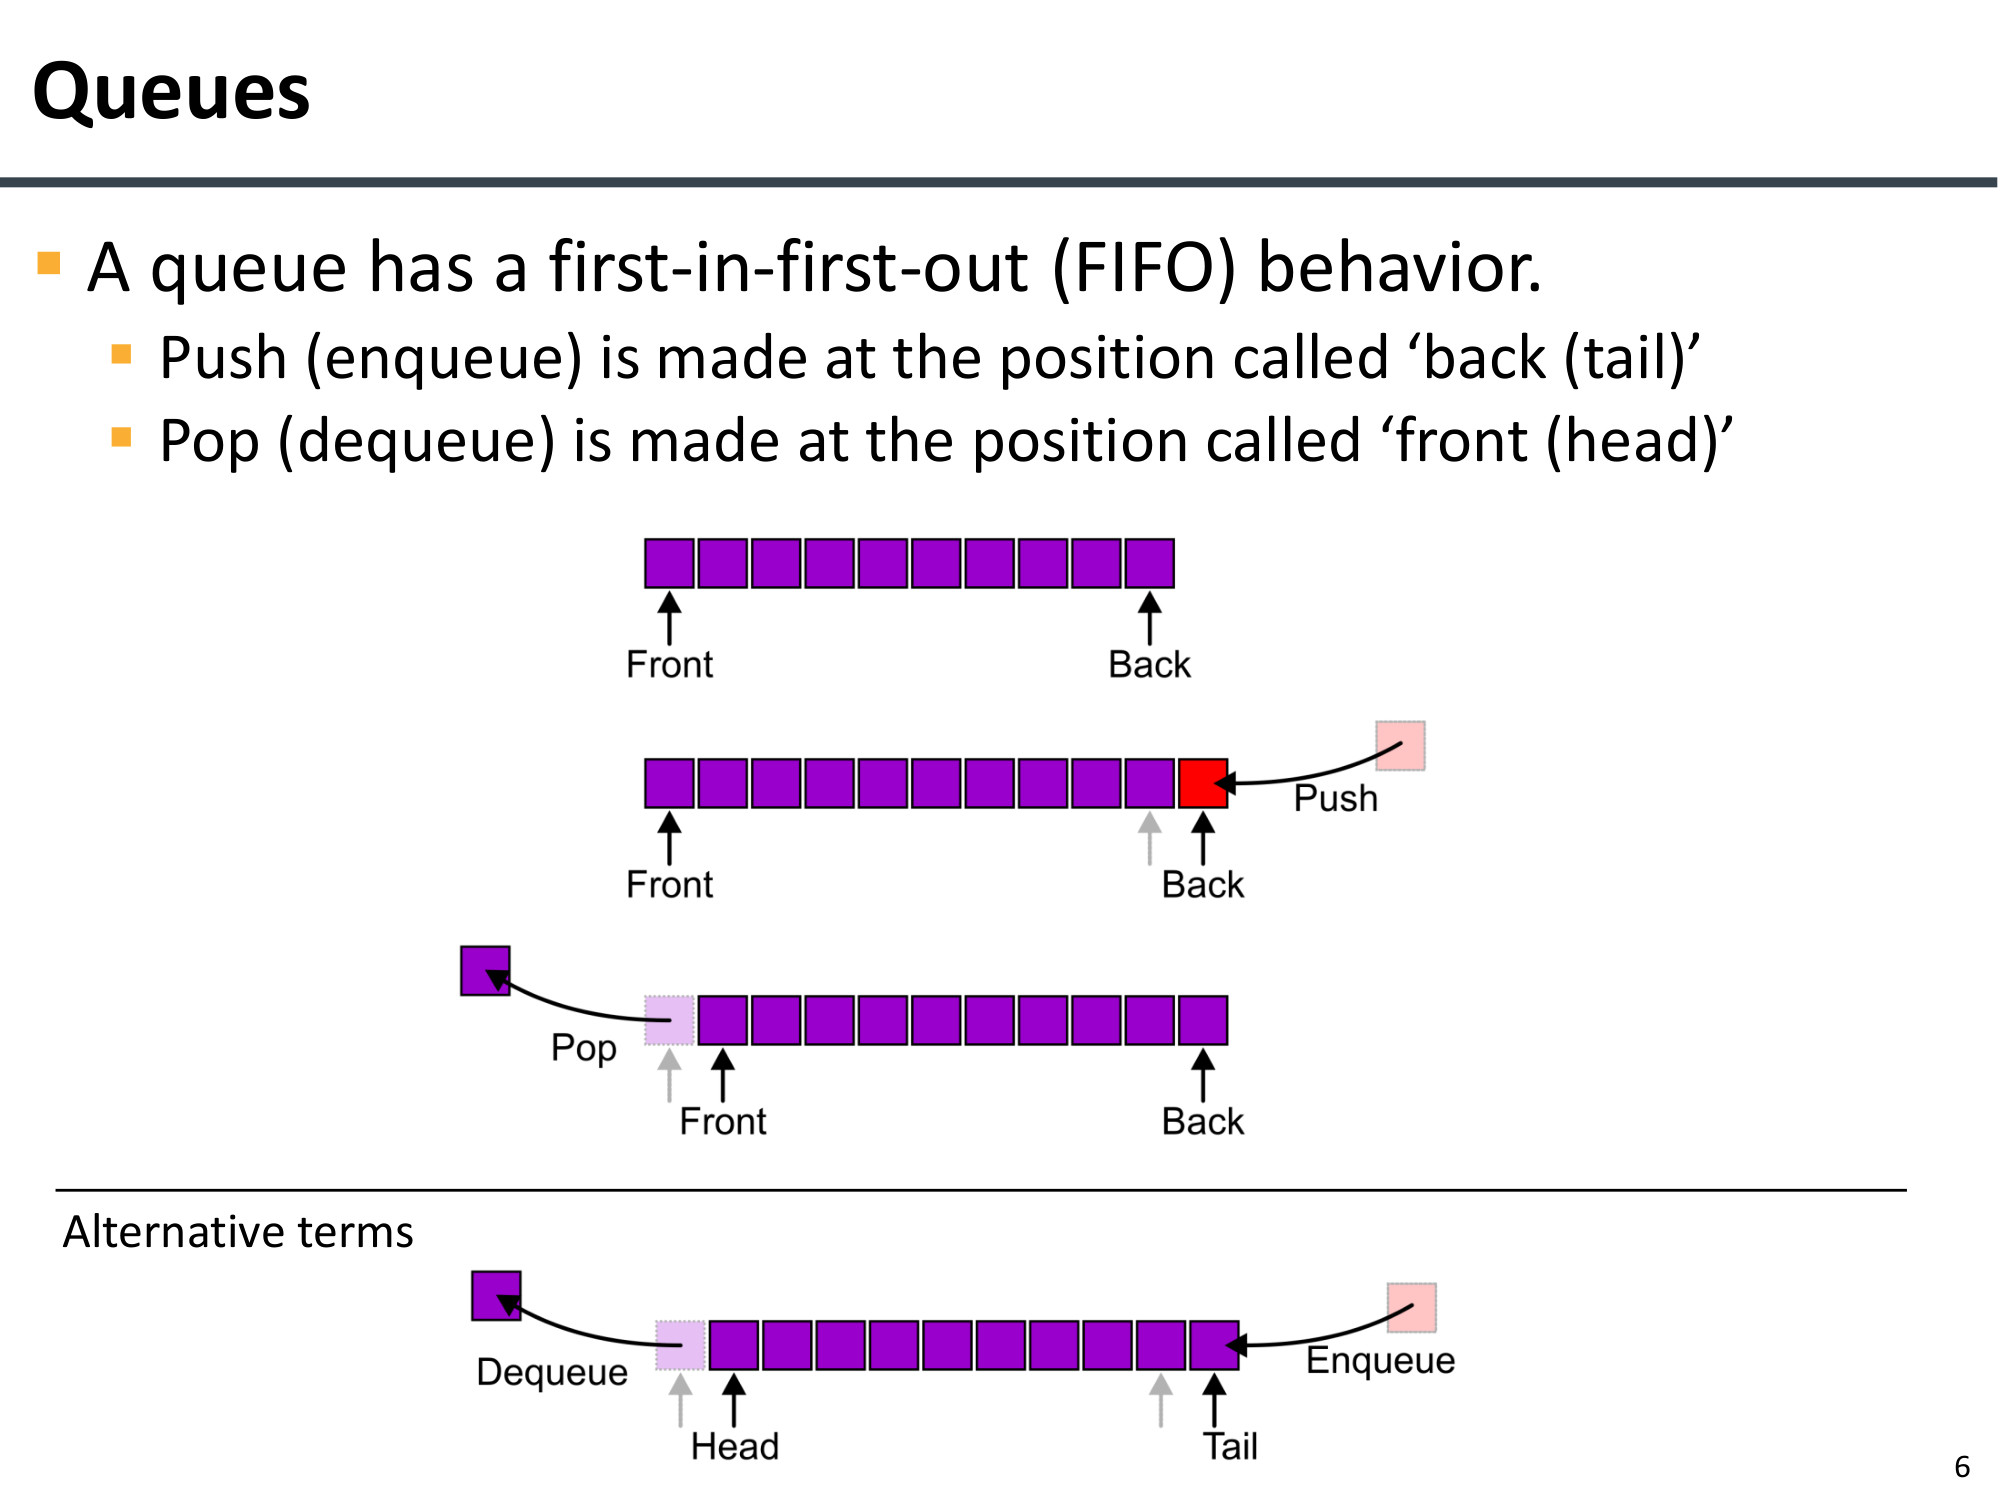 Queues
A queue has a first-in-first-out (FIFO) behavior.
Push (enqueue) is made at the position called ‘back (tail)’
Pop (dequeue) is made at the position called ‘front (head)’
Front
Back
Push
Front
Back
Pop
Front
Back
Alternative terms
Dequeue
Enqueue
Head
Tail
6